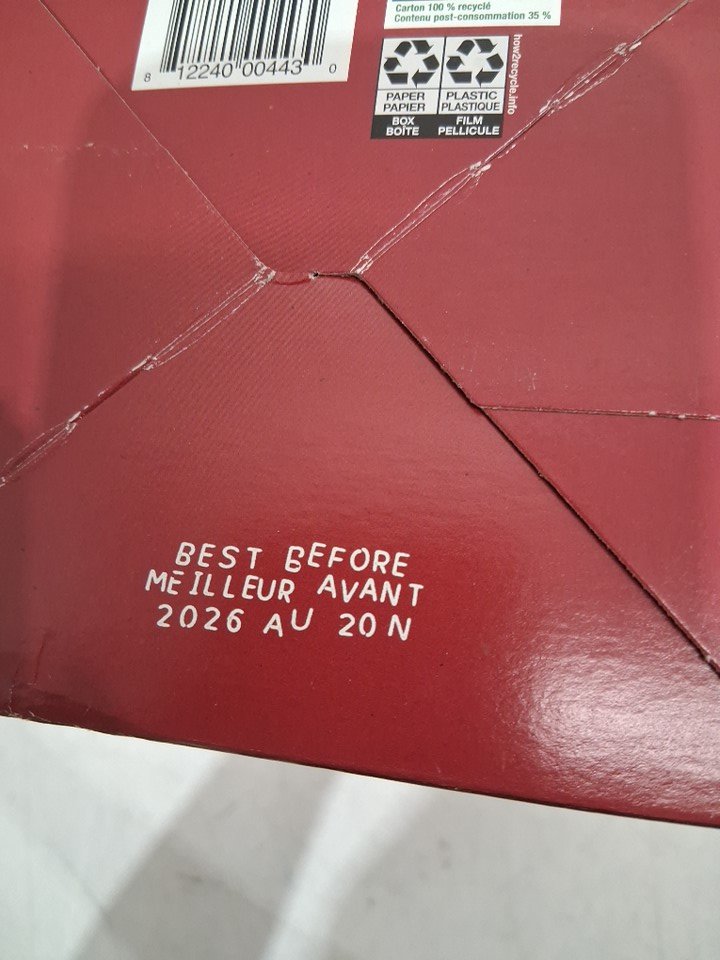 Carton 100 % recyclé
Contenu post-consommation 35 %
8 12240 00443 0
how2recycle.info
PAPER
PAPIER
BOX
BOÎTE
PLASTIC
PLASTIQUE
FILM
PELLICULE
BEST BEFORE
MEILLEUR AVANT
2026 AU 20 N